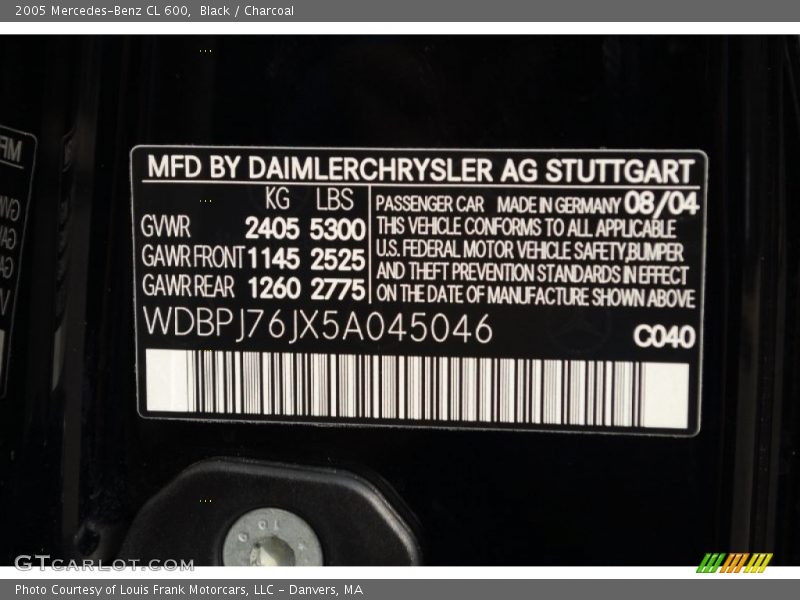 2005 Mercedes-Benz CL 600, Black / Charcoal
MFD BY DAIMLERCHRYSLER AG STUTTGART
KG LBS
GVWR 2405 5300
GAWR FRONT 1145 2525
GAWR REAR 1260 2775
PASSENGER CAR MADE IN GERMANY 08/04
THIS VEHICLE CONFORMS TO ALL APPLICABLE
U.S. FEDERAL MOTOR VEHICLE SAFETY,BUMPER
AND THEFT PREVENTION STANDARDS IN EFFECT
ON THE DATE OF MANUFACTURE SHOWN ABOVE
WDBPJ76JX5A045046
C040
GTCARLOT.COM
Photo Courtesy of Louis Frank Motorcars, LLC – Danvers, MA